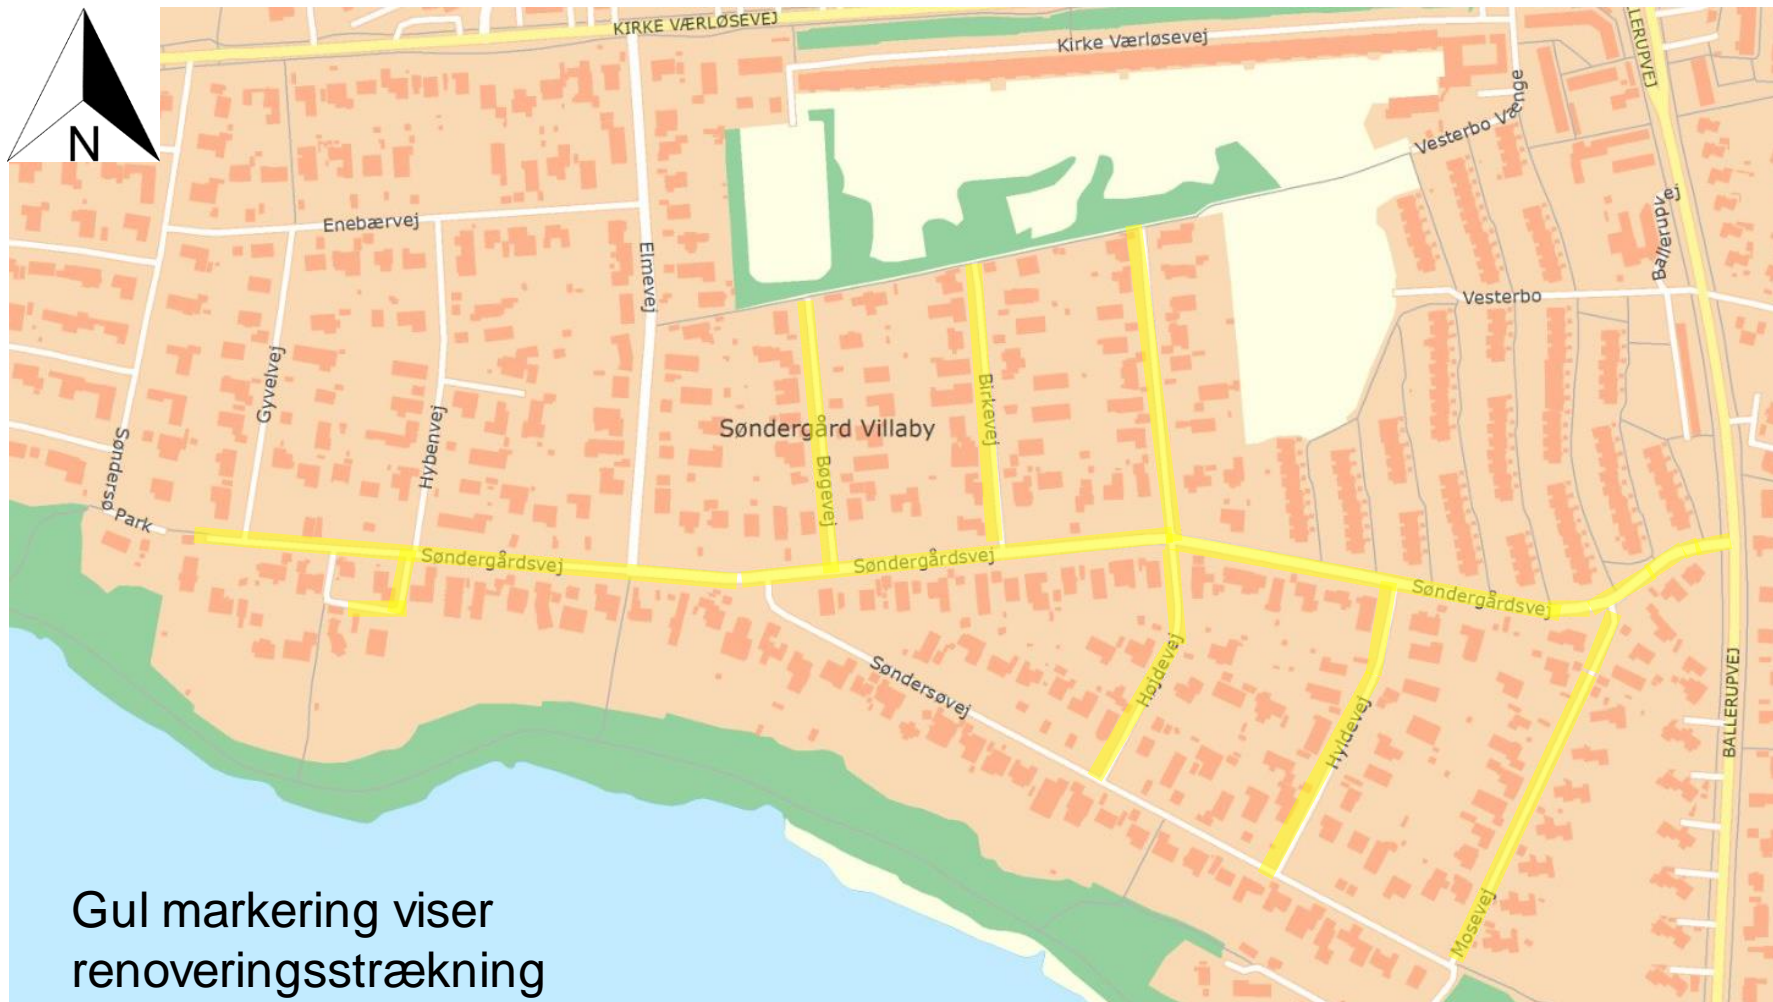 KIRKE VÆRLØSEVEJ
Kirke Værløsevej
BALLERUPVEJ
N
Vesterbo Vænge
Enebærvej
Elmevej
Ballerupvej
Vesterbo
Gyvelvej
Hybenvej
Birkevej
Søndergård Villaby
Bøgevej
Søndersø Park
Søndergårdsvej
Søndergårdsvej
Søndergårdsvej
Søndersøvej
Højdevej
Hyldevej
BALLERUPVEJ
Mosevej
Gul markering viser
renoveringsstrækning